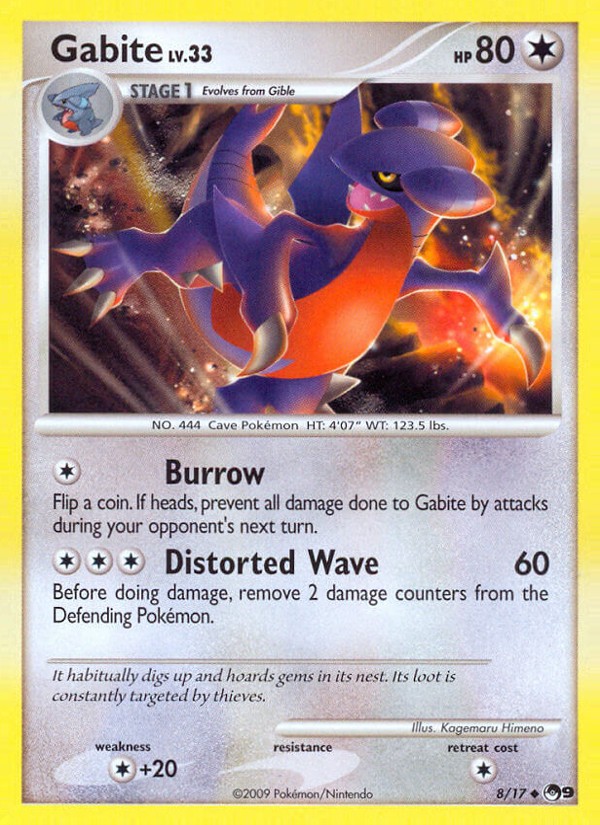 Gabite LV.33 HP 80
STAGE 1 Evolves from Gible
NO. 444 Cave Pokémon HT: 4'07" WT: 123.5 lbs.
Burrow
Flip a coin. If heads, prevent all damage done to Gabite by attacks
during your opponent's next turn.
Distorted Wave 60
Before doing damage, remove 2 damage counters from the
Defending Pokémon.
It habitually digs up and hoards gems in its nest. Its loot is
constantly targeted by thieves.
Illus. Kagemaru Himeno
weakness resistance retreat cost
+20
©2009 Pokémon/Nintendo 8/17 9